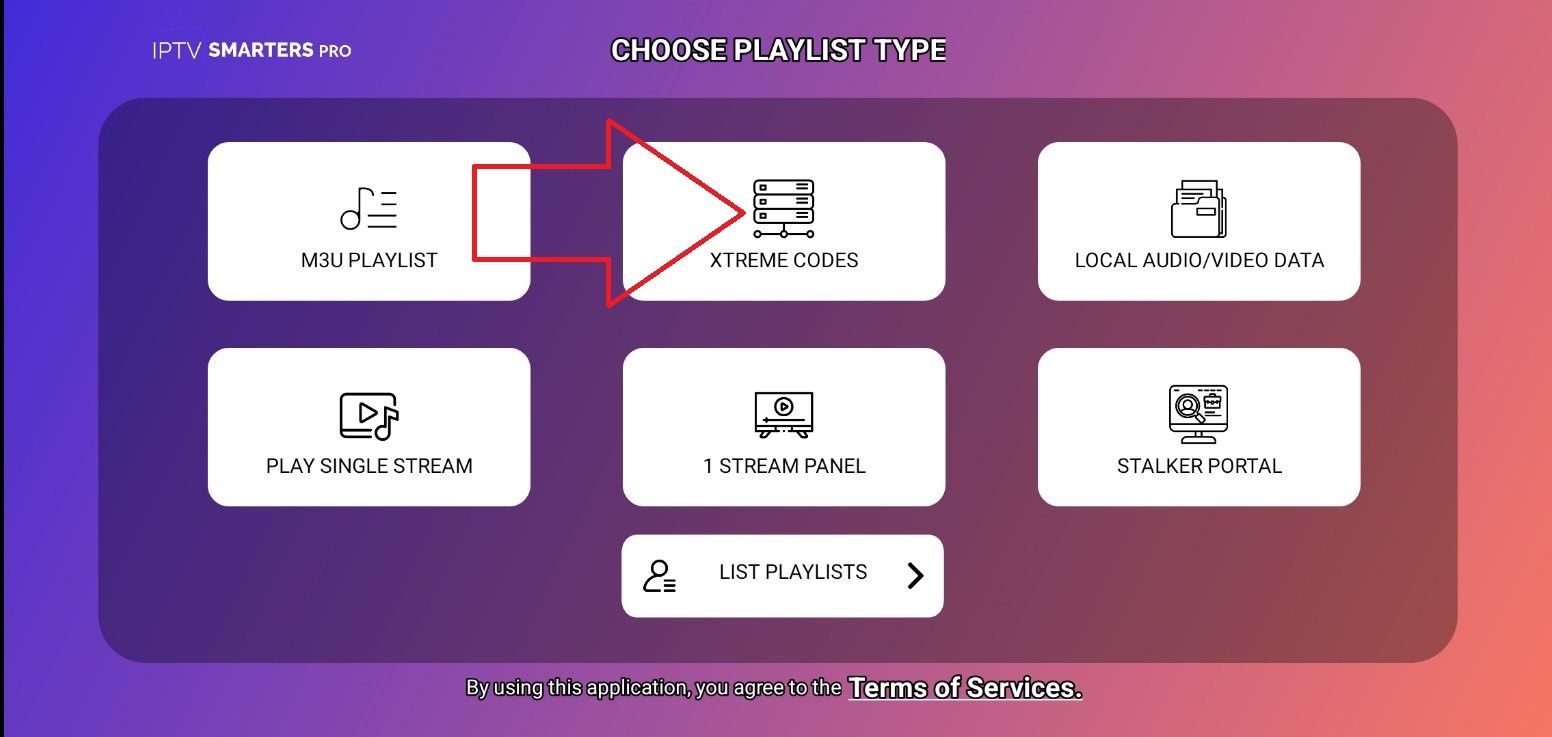 IPTV SMARTERS PRO
CHOOSE PLAYLIST TYPE
M3U PLAYLIST
XTREME CODES
LOCAL AUDIO/VIDEO DATA
PLAY SINGLE STREAM
1 STREAM PANEL
STALKER PORTAL
LIST PLAYLISTS
By using this application, you agree to the Terms of Services.